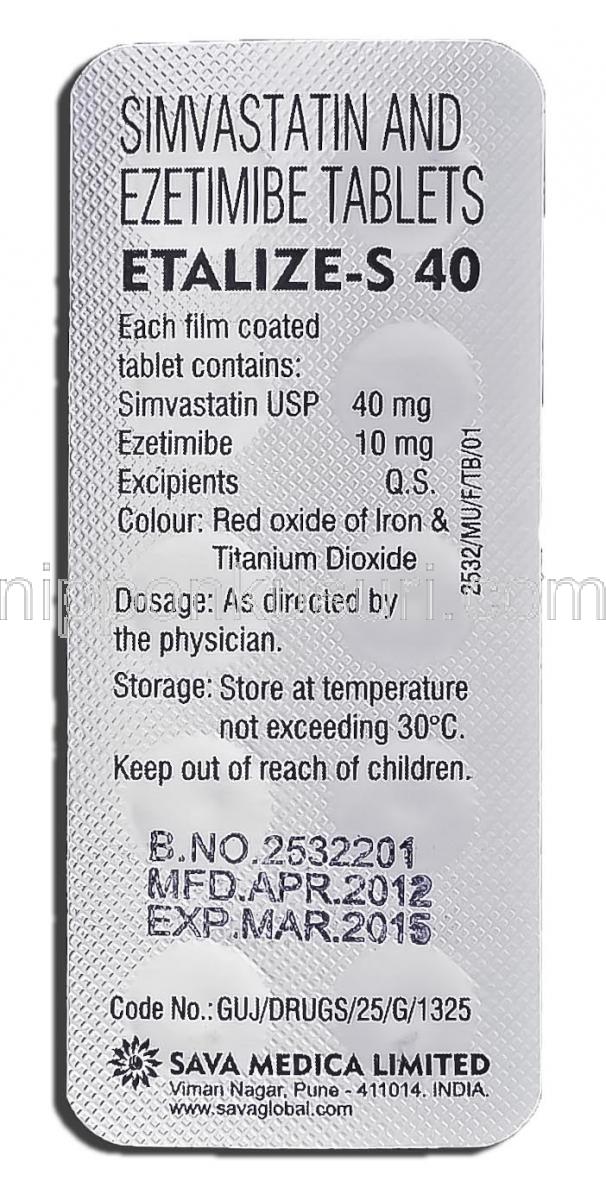 SIMVASTATIN AND
EZETIMIBE TABLETS
ETALIZE-S 40
Each film coated
tablet contains:
Simvastatin USP 40 mg
Ezetimibe 10 mg
Excipients Q.S.
Colour: Red oxide of Iron &
Titanium Dioxide
2532/MU/F/TB/01
nipponkusuri.com
Dosage: As directed by
the physician.
Storage: Store at temperature
not exceeding 30°C.
Keep out of reach of children.
B.NO.2532201
MFD.APR.2012
EXP.MAR.2015
Code No.: GUJ/DRUGS/25/G/1325
SAVA MEDICA LIMITED
Viman Nagar, Pune - 411014. INDIA.
www.savaglobal.com